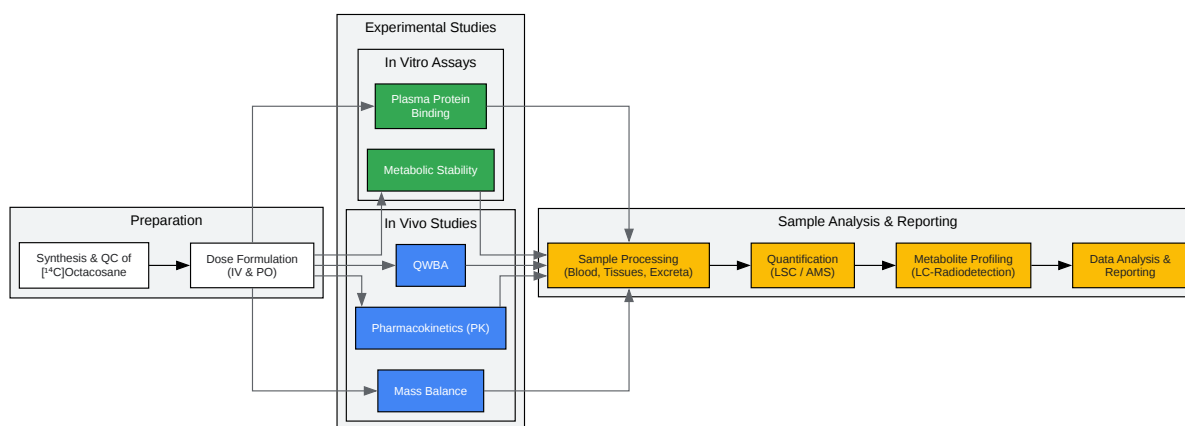 Experimental Studies
In Vitro Assays
Plasma Protein
Binding
Metabolic Stability
Preparation
Synthesis & QC of
[¹⁴C]Octacosane
Dose Formulation
(IV & PO)
In Vivo Studies
QWBA
Pharmacokinetics (PK)
Mass Balance
Sample Analysis & Reporting
Sample Processing
(Blood, Tissues, Excreta)
Quantification
(LSC / AMS)
Metabolite Profiling
(LC-Radiodetection)
Data Analysis &
Reporting